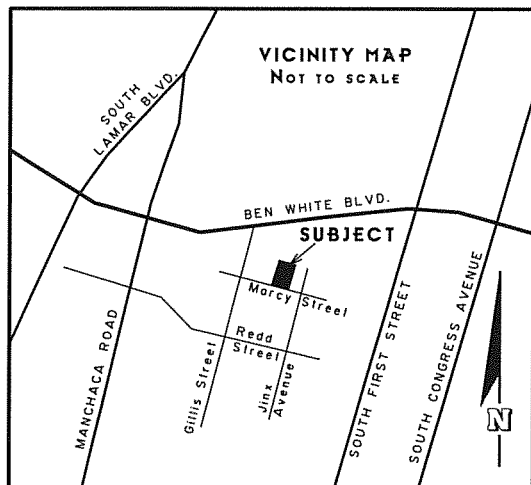 VICINITY MAP
NOT TO SCALE
SOUTH
LAMAR BLVD.
BEN WHITE BLVD.
SUBJECT
Marcy Street
Redd
Street
MANCHACA ROAD
Gillis Street
Jinx
Avenue
SOUTH FIRST STREET
SOUTH CONGRESS AVENUE
N